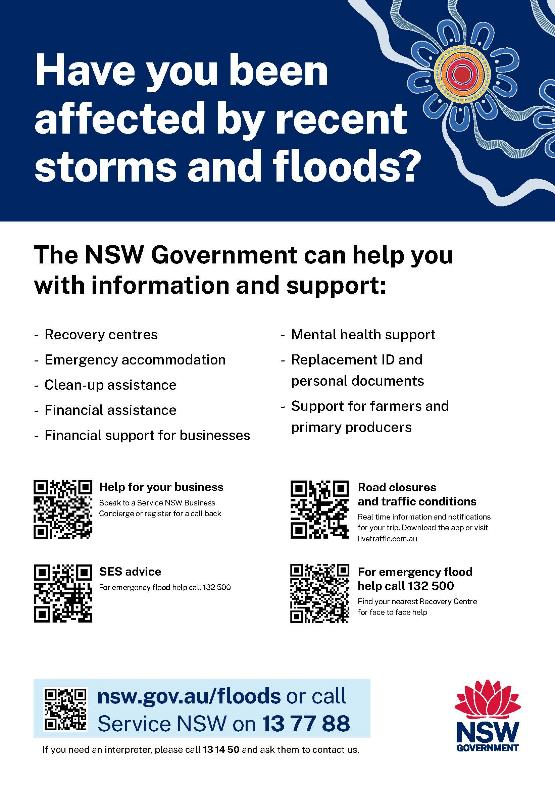 Have you been
affected by recent
storms and floods?
The NSW Government can help you
with information and support:
- Recovery centres
- Emergency accommodation
- Clean-up assistance
- Financial assistance
- Financial support for businesses
- Mental health support
- Replacement ID and
personal documents
- Support for farmers and
primary producers
Help for your business
Speak to a Service NSW Business
Concierge or register for a call back
Road closures
and traffic conditions
Real time information and notifications
for your trip. Download the app or visit
livetraffic.com.au
SES advice
For emergency flood help call 132 500
For emergency flood
help call 132 500
Find your nearest Recovery Centre
for face to face help
nsw.gov.au/floods or call
Service NSW on 13 77 88
If you need an interpreter, please call 13 14 50 and ask them to contact us.
NSW
GOVERNMENT